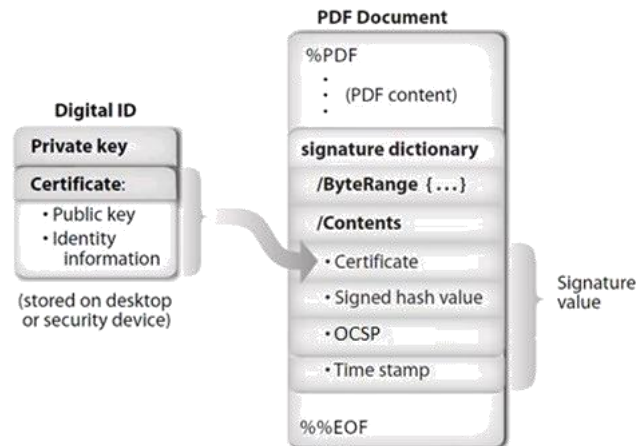 Digital ID
Private key
Certificate:
• Public key
• Identity
information
(stored on desktop
or security device)
PDF Document
%PDF
•
• (PDF content)
•
signature dictionary
/ByteRange {...}
/Contents
• Certificate
• Signed hash value
• OCSP
• Time stamp
%%EOF
Signature
value